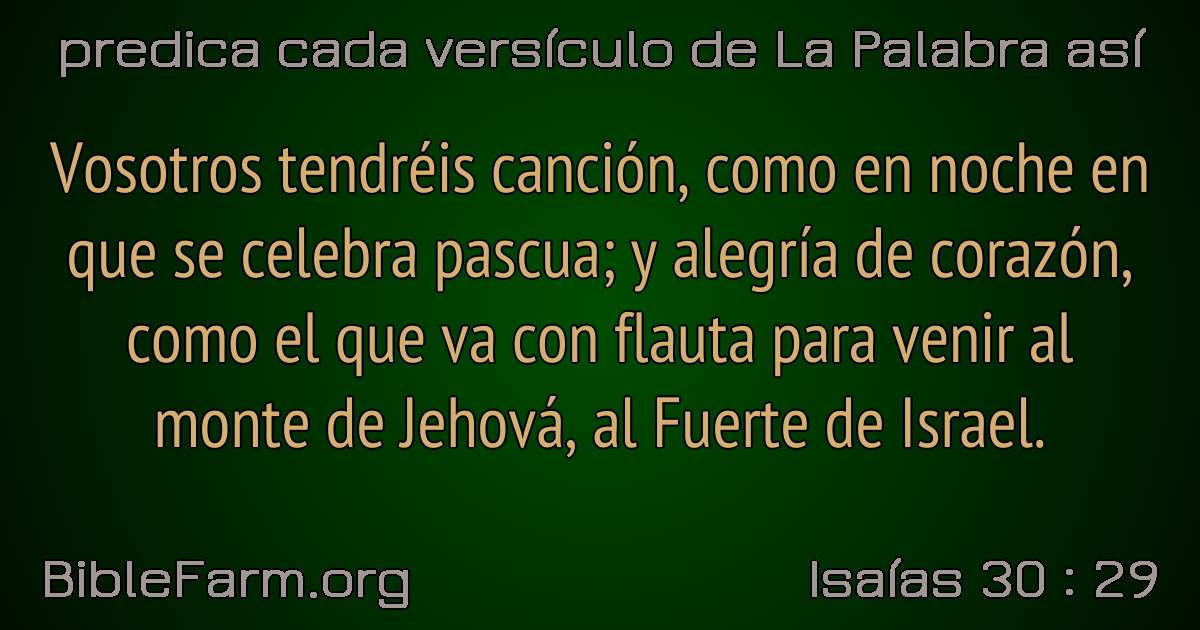 predica cada versículo de La Palabra así
Vosotros tendréis canción, como en noche en
que se celebra pascua; y alegría de corazón,
como el que va con flauta para venir al
monte de Jehová, al Fuerte de Israel.
BibleFarm.org
Isaías 30 : 29